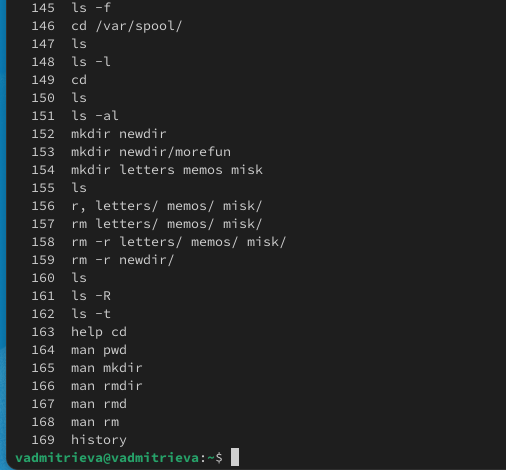 145 ls -f
146 cd /var/spool/
147 ls
148 ls -l
149 cd
150 ls
151 ls -al
152 mkdir newdir
153 mkdir newdir/morefun
154 mkdir letters memos misk
155 ls
156 r, letters/ memos/ misk/
157 rm letters/ memos/ misk/
158 rm -r letters/ memos/ misk/
159 rm -r newdir/
160 ls
161 ls -R
162 ls -t
163 help cd
164 man pwd
165 man mkdir
166 man rmdir
167 man rmd
168 man rm
169 history
vadmitrieva@vadmitrieva:~$